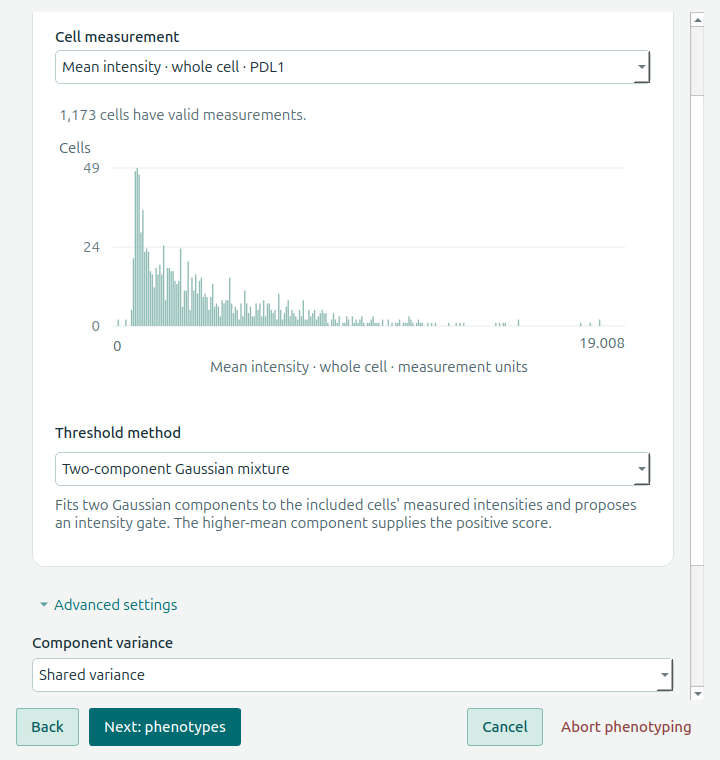 Cell measurement
Mean intensity · whole cell · PDL1
1,173 cells have valid measurements.
Cells
49
24
0
0
19.008
Mean intensity · whole cell · measurement units
Threshold method
Two-component Gaussian mixture
Fits two Gaussian components to the included cells' measured intensities and proposes
an intensity gate. The higher-mean component supplies the positive score.
Advanced settings
Component variance
Shared variance
Back
Next: phenotypes
Cancel
Abort phenotyping